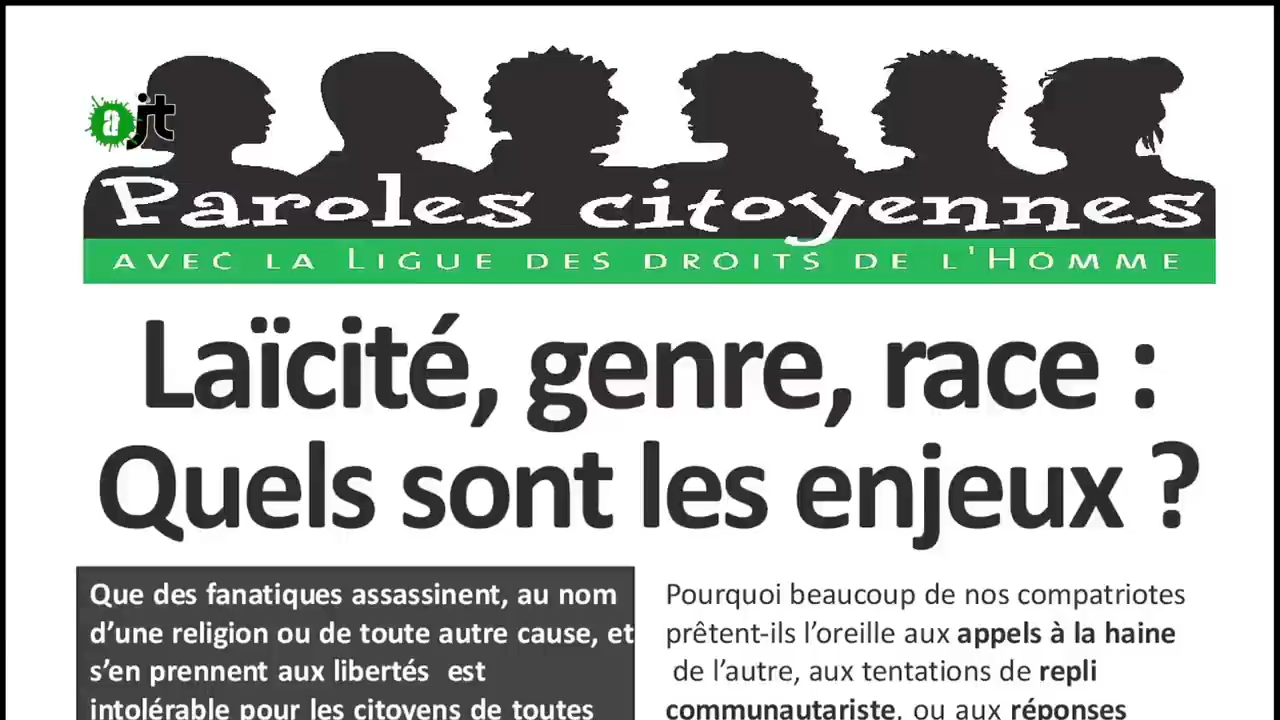 ajt
Paroles citoyennes
AVEC LA LIGUE DES DROITS DE L'HOMME
Laïcité, genre, race :
Quels sont les enjeux ?
Que des fanatiques assassinent, au nom
d’une religion ou de toute autre cause, et
s’en prennent aux libertés est
intolérable pour les citoyens de toutes
Pourquoi beaucoup de nos compatriotes
prêtent-ils l’oreille aux appels à la haine
de l’autre, aux tentations de repli
communautariste, ou aux réponses